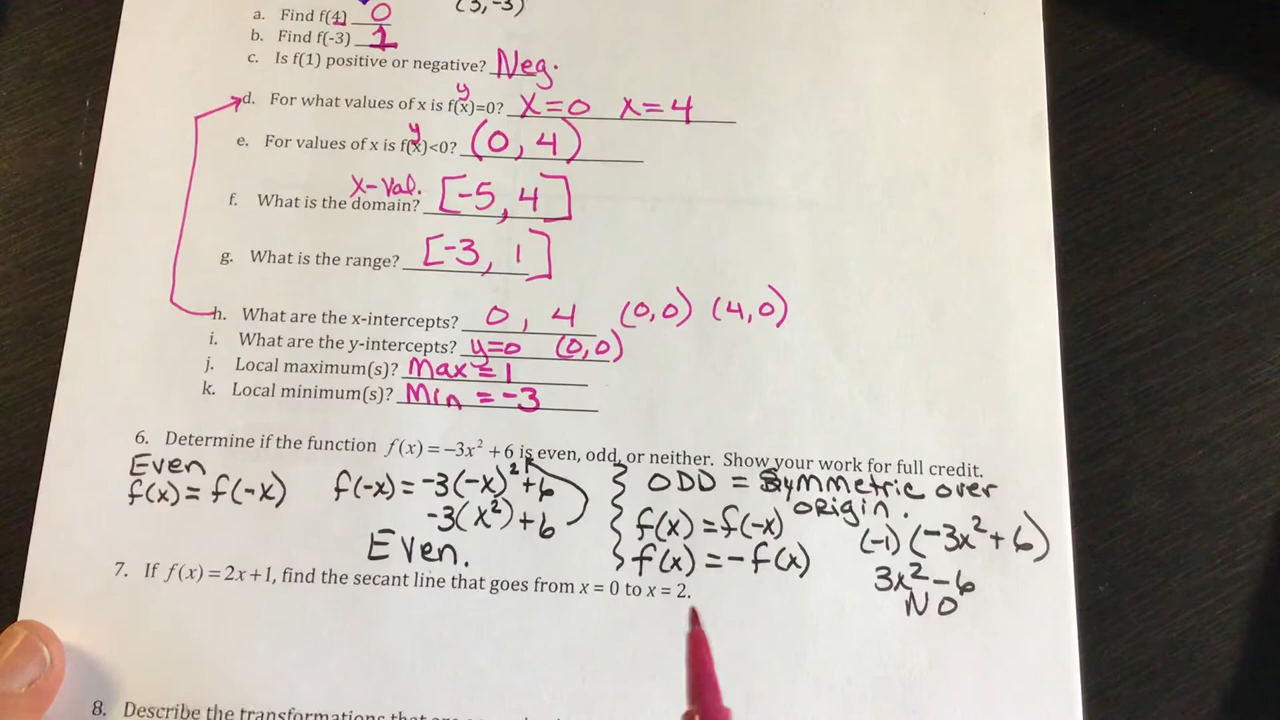 (3,-3)
a. Find f(4) 0
b. Find f(-3) 1
c. Is f(1) positive or negative? Neg.
y
d. For what values of x is f(x)=0? x=0 x=4
y
e. For values of x is f(x)<0? (0, 4)
x-val.
f. What is the domain? [-5, 4]
g. What is the range? [-3, 1]
h. What are the x-intercepts? 0, 4 (0,0) (4,0)
i. What are the y-intercepts? y=0 (0,0)
j. Local maximum(s)? Max = 1
k. Local minimum(s)? Min = -3
6. Determine if the function f(x) = −3x² + 6 is even, odd, or neither. Show your work for full credit.
Even
f(x) = f(-x)
f(-x) = -3(-x)² + 6
-3(x²) + 6
Even.
ODD = Symmetric over
origin.
f(x) = f(-x)
f(x) = -f(x)
(-1)(-3x² + 6)
3x² - 6
NO
7. If f(x) = 2x + 1, find the secant line that goes from x = 0 to x = 2.
8. Describe the transformations that are